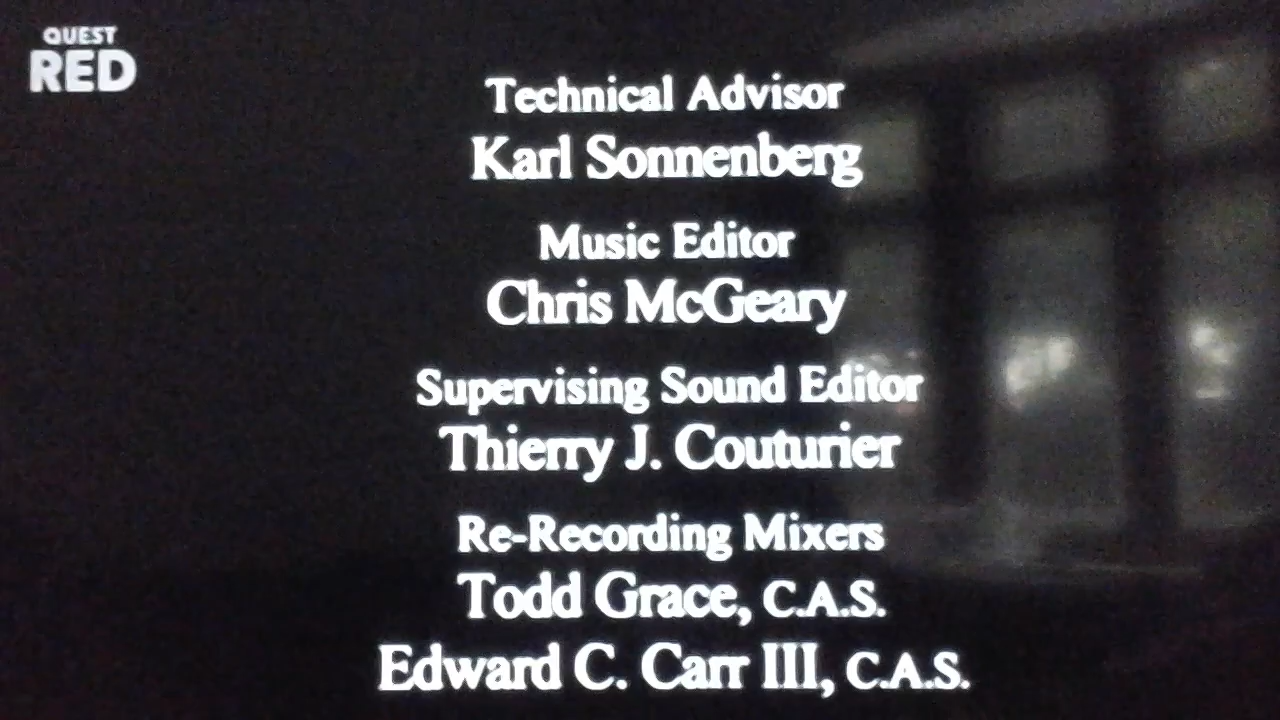 QUEST
RED
Technical Advisor
Karl Sonnenberg
Music Editor
Chris McGeary
Supervising Sound Editor
Thierry J. Couturier
Re-Recording Mixers
Todd Grace, C.A.S.
Edward C. Carr III, C.A.S.